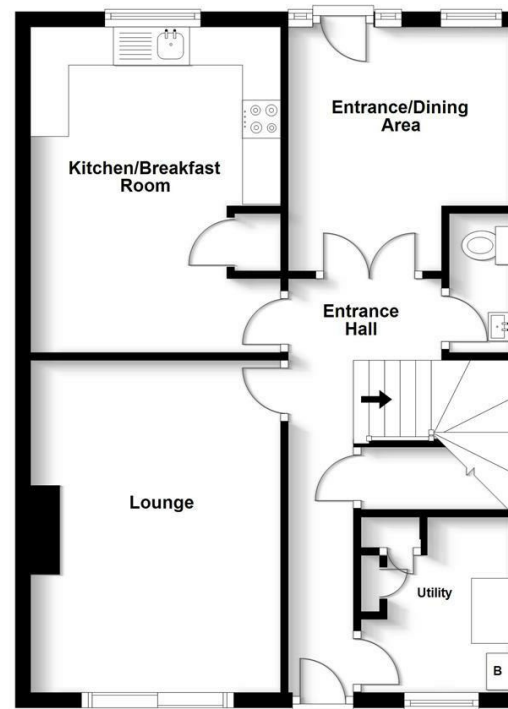 Entrance/Dining
Area
Kitchen/Breakfast
Room
Entrance
Hall
Lounge
Utility
B